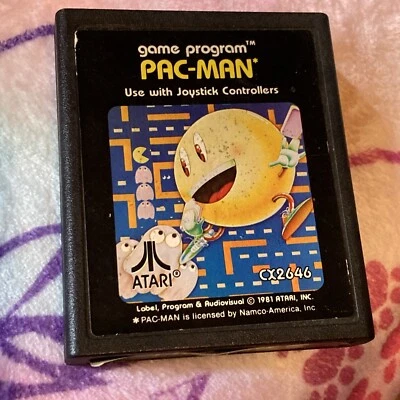 game program™
PAC-MAN*
Use with Joystick Controllers
ATARI®
CX2646
Label, Program & Audiovisual © 1981 ATARI, INC.
* PAC-MAN is licensed by Namco-America, Inc